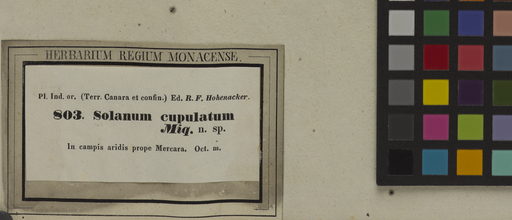 HERBARIUM REGIUM MONACENSE.
Pl. Ind. or. (Terr. Canara et confin.) Ed. R. F. Hohenacker.
803. Solanum cupulatum
Miq. n. sp.
In campis aridis prope Mercara. Oct. m.